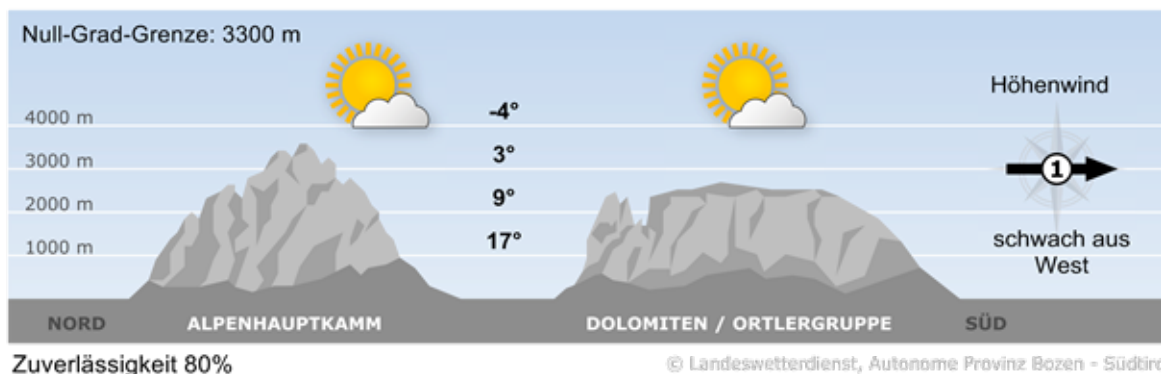 Null-Grad-Grenze: 3300 m
Höhenwind
4000 m
-4°
3000 m
3°
1
2000 m
9°
1000 m
17°
schwach aus
West
NORD
ALPENHAUPTKAMM
DOLOMITEN / ORTLERGRUPPE
SÜD
Zuverlässigkeit 80%
© Landeswetterdienst, Autonome Provinz Bozen - Südtiro